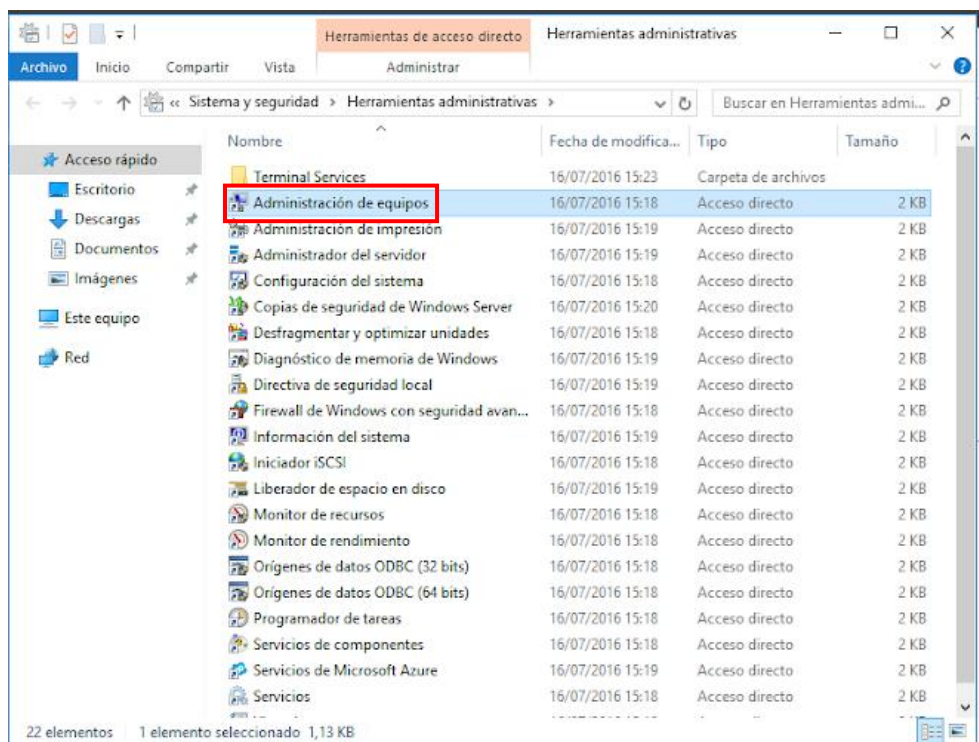 Herramientas de acceso directo
Herramientas administrativas
Archivo Inicio Compartir Vista Administrar
« Sistema y seguridad > Herramientas administrativas >
Buscar en Herramientas admi...
Nombre Fecha de modifica... Tipo Tamaño
Acceso rápido
Escritorio
Descargas
Documentos
Imágenes
Este equipo
Red
Terminal Services 16/07/2016 15:23 Carpeta de archivos
Administración de equipos 16/07/2016 15:18 Acceso directo 2 KB
Administración de impresión 16/07/2016 15:19 Acceso directo 2 KB
Administrador del servidor 16/07/2016 15:19 Acceso directo 2 KB
Configuración del sistema 16/07/2016 15:18 Acceso directo 2 KB
Copias de seguridad de Windows Server 16/07/2016 15:20 Acceso directo 2 KB
Desfragmentar y optimizar unidades 16/07/2016 15:18 Acceso directo 2 KB
Diagnóstico de memoria de Windows 16/07/2016 15:19 Acceso directo 2 KB
Directiva de seguridad local 16/07/2016 15:19 Acceso directo 2 KB
Firewall de Windows con seguridad avan... 16/07/2016 15:18 Acceso directo 2 KB
Información del sistema 16/07/2016 15:19 Acceso directo 2 KB
Iniciador iSCSI 16/07/2016 15:18 Acceso directo 2 KB
Liberador de espacio en disco 16/07/2016 15:19 Acceso directo 2 KB
Monitor de recursos 16/07/2016 15:18 Acceso directo 2 KB
Monitor de rendimiento 16/07/2016 15:18 Acceso directo 2 KB
Orígenes de datos ODBC (32 bits) 16/07/2016 15:18 Acceso directo 2 KB
Orígenes de datos ODBC (64 bits) 16/07/2016 15:18 Acceso directo 2 KB
Programador de tareas 16/07/2016 15:18 Acceso directo 2 KB
Servicios de componentes 16/07/2016 15:18 Acceso directo 2 KB
Servicios de Microsoft Azure 16/07/2016 15:19 Acceso directo 2 KB
Servicios 16/07/2016 15:18 Acceso directo 2 KB
22 elementos 1 elemento seleccionado 1,13 KB